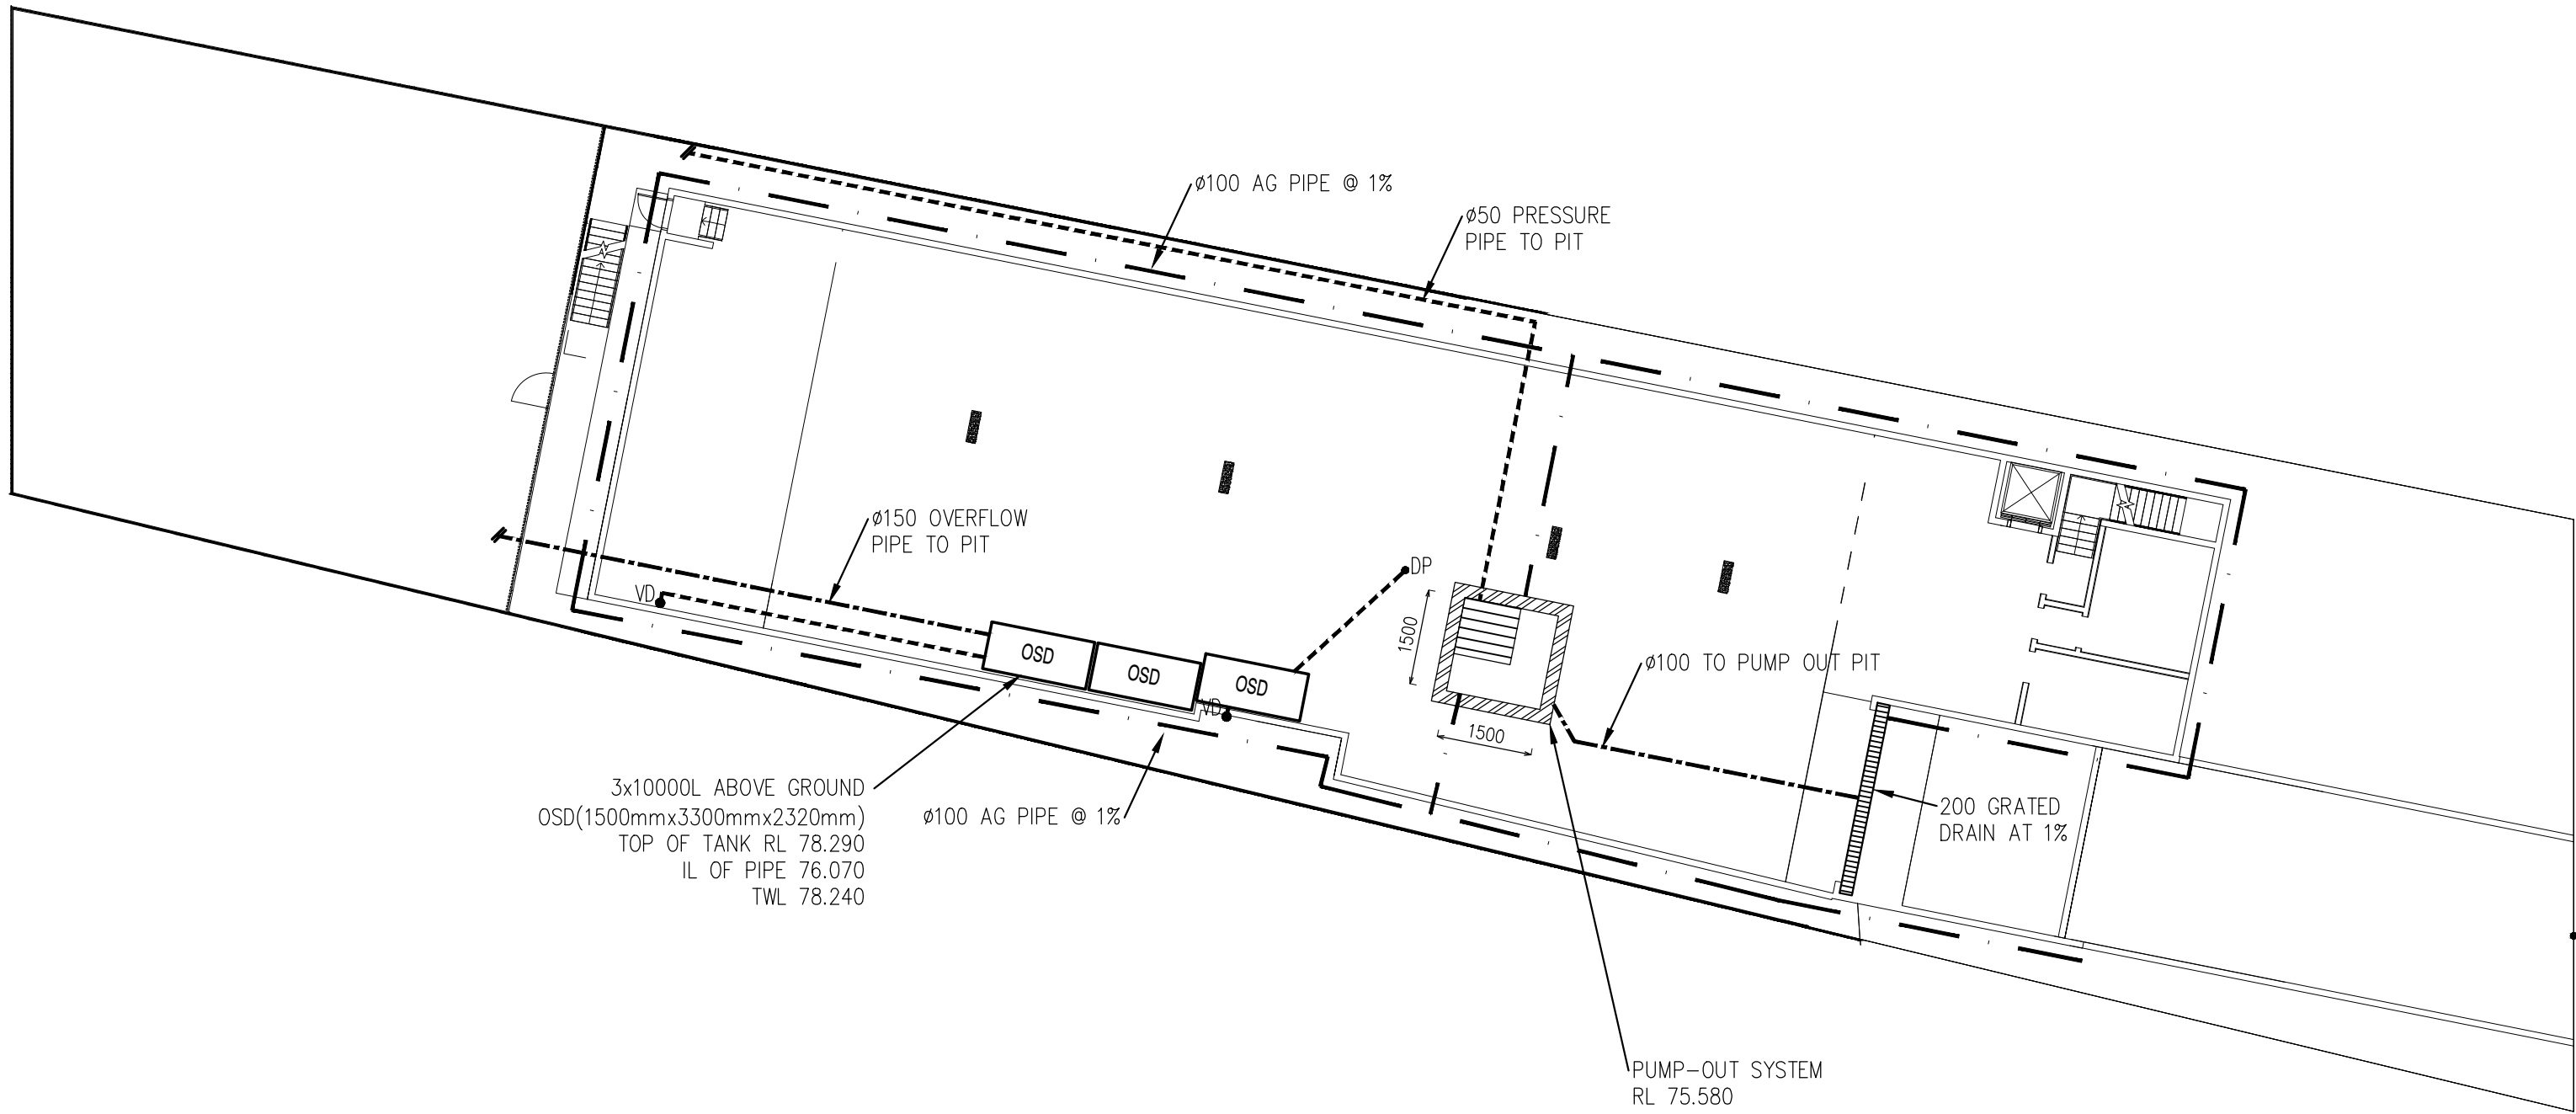 ø100 AG PIPE @ 1%
ø50 PRESSURE
PIPE TO PIT
ø150 OVERFLOW
PIPE TO PIT
DP
VD
1500
OSD
OSD
OSD
ø100 TO PUMP OUT PIT
VD
1500
3x10000L ABOVE GROUND
OSD(1500mmx3300mmx2320mm)
TOP OF TANK RL 78.290
IL OF PIPE 76.070
TWL 78.240
ø100 AG PIPE @ 1%
200 GRATED
DRAIN AT 1%
PUMP-OUT SYSTEM
RL 75.580